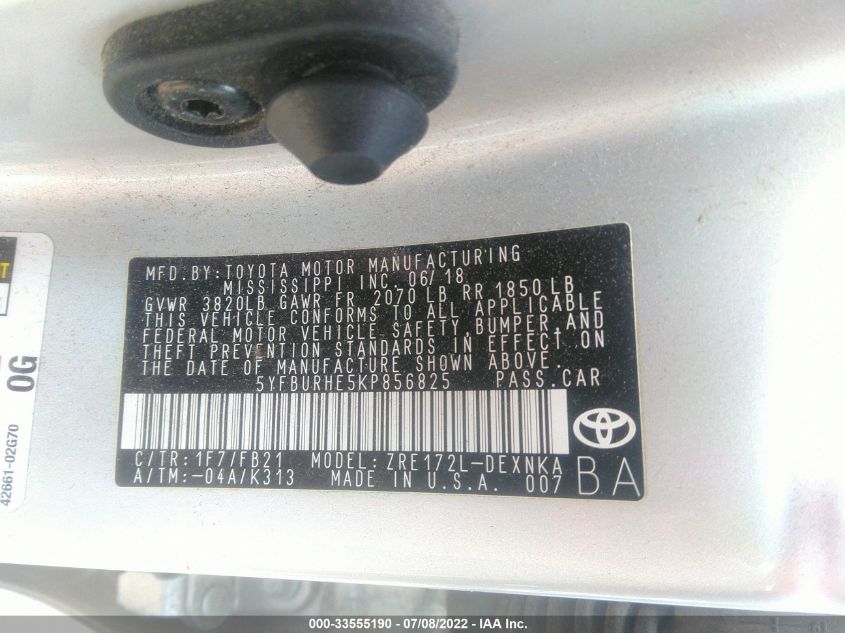 MFD. BY: TOYOTA MOTOR MANUFACTURING
MISSISSIPPI INC. 06/18
GVWR 3820LB GAWR FR 2070 LB RR 1850 LB
THIS VEHICLE CONFORMS TO ALL APPLICABLE
FEDERAL MOTOR VEHICLE SAFETY, BUMPER, AND
THEFT PREVENTION STANDARDS IN EFFECT ON
THE DATE OF MANUFACTURE SHOWN ABOVE.
5YFBURHE5KP856825 PASS. CAR
C/TR: 1F7/FB21 MODEL: ZRE172L-DEXNKA
A/TM: -04A/K313 MADE IN U.S.A. 007
BA
0G
42661-02G70
000-33555190 - 07/08/2022 - IAA Inc.